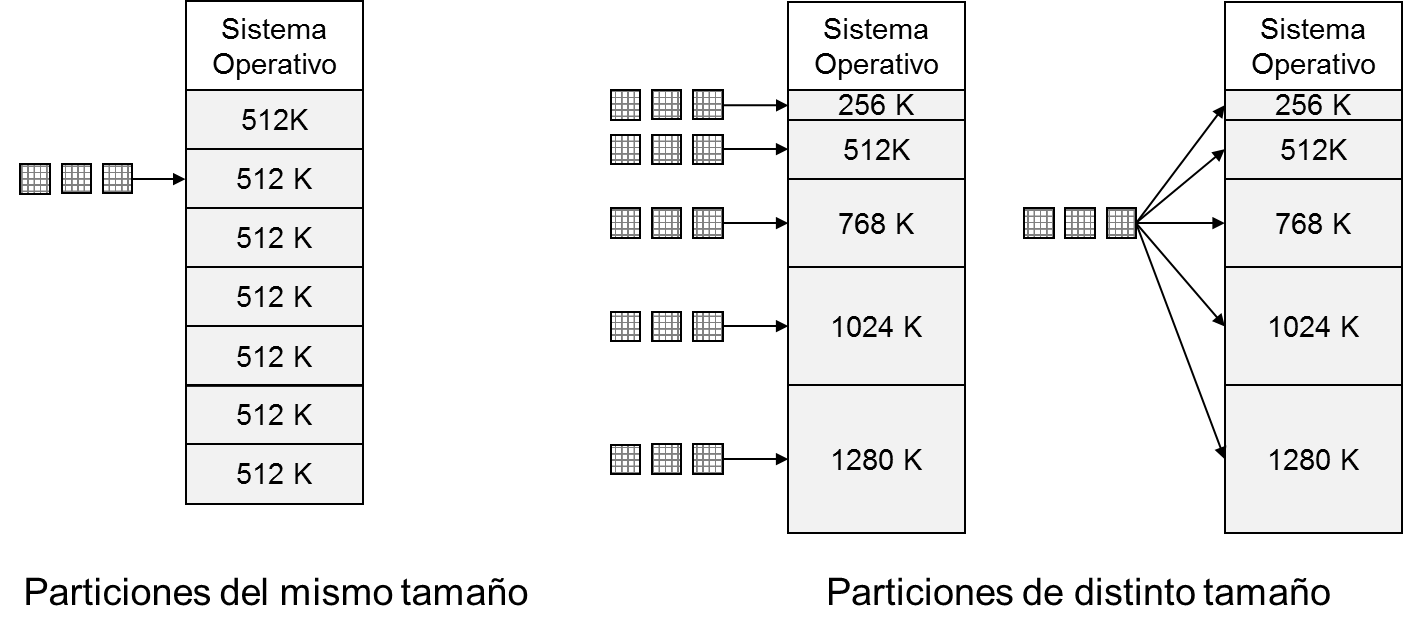 Sistema
Operativo
512K
512 K
512 K
512 K
512 K
512 K
512 K
Particiones del mismo tamaño
Sistema
Operativo
256 K
512K
768 K
1024 K
1280 K
Sistema
Operativo
256 K
512K
768 K
1024 K
1280 K
Particiones de distinto tamaño